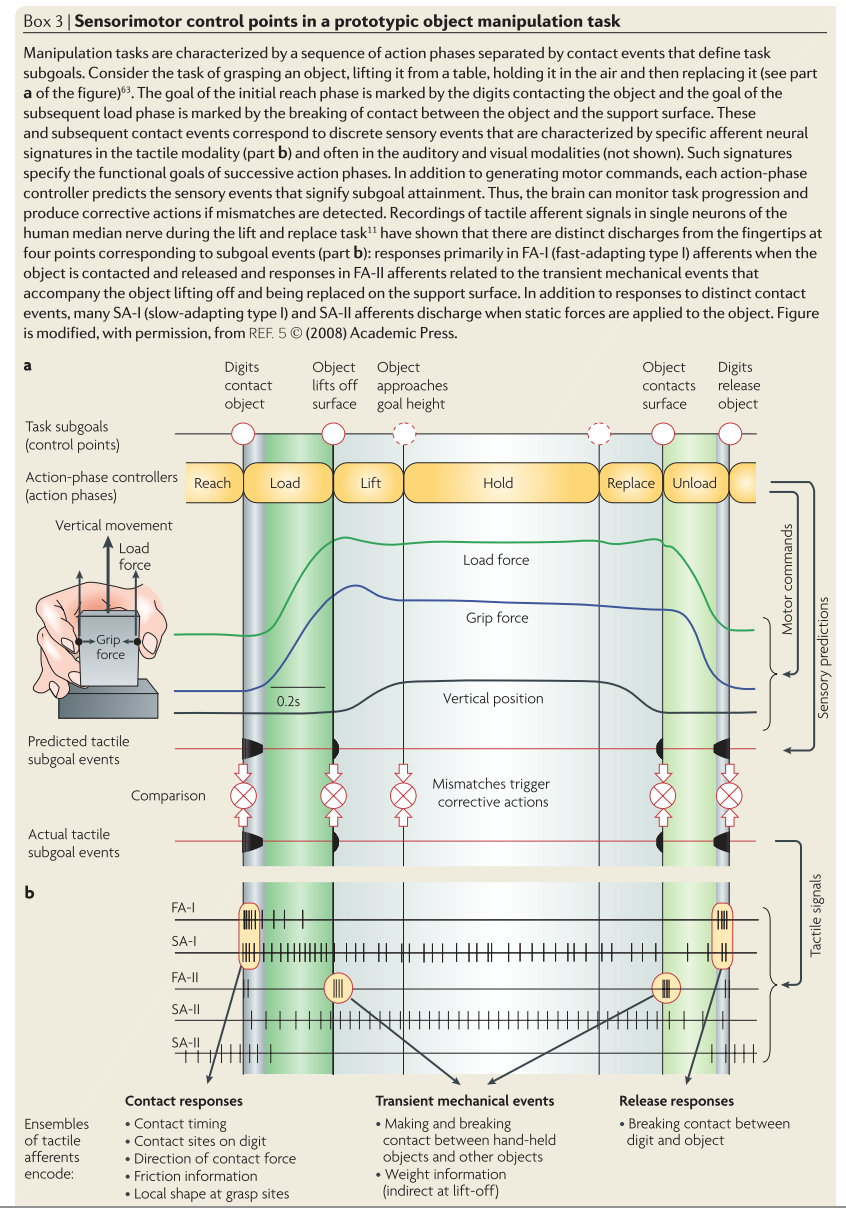 Box 3 | Sensorimotor control points in a prototypic object manipulation task
Manipulation tasks are characterized by a sequence of action phases separated by contact events that define task
subgoals. Consider the task of grasping an object, lifting it from a table, holding it in the air and then replacing it (see part
a of the figure)⁶³. The goal of the initial reach phase is marked by the digits contacting the object and the goal of the
subsequent load phase is marked by the breaking of contact between the object and the support surface. These
and subsequent contact events correspond to discrete sensory events that are characterized by specific afferent neural
signatures in the tactile modality (part b) and often in the auditory and visual modalities (not shown). Such signatures
specify the functional goals of successive action phases. In addition to generating motor commands, each action-phase
controller predicts the sensory events that signify subgoal attainment. Thus, the brain can monitor task progression and
produce corrective actions if mismatches are detected. Recordings of tactile afferent signals in single neurons of the
human median nerve during the lift and replace task¹¹ have shown that there are distinct discharges from the fingertips at
four points corresponding to subgoal events (part b): responses primarily in FA-I (fast-adapting type I) afferents when the
object is contacted and released and responses in FA-II afferents related to the transient mechanical events that
accompany the object lifting off and being replaced on the support surface. In addition to responses to distinct contact
events, many SA-I (slow-adapting type I) and SA-II afferents discharge when static forces are applied to the object. Figure
is modified, with permission, from REF. 5 © (2008) Academic Press.
a
Digits
contact
object
Object
lifts off
surface
Object
approaches
goal height
Object
contacts
surface
Digits
release
object
Task subgoals
(control points)
Action-phase controllers
(action phases)
Reach
Load
Lift
Hold
Replace
Unload
Vertical movement
Load
force
Grip
force
Load force
Grip force
0.2s
Vertical position
Motor commands
Sensory predictions
Predicted tactile
subgoal events
Comparison
Mismatches trigger
corrective actions
Actual tactile
subgoal events
b
FA-I
SA-I
FA-II
SA-II
SA-II
Tactile signals
Ensembles
of tactile
afferents
encode:
Contact responses
• Contact timing
• Contact sites on digit
• Direction of contact force
• Friction information
• Local shape at grasp sites
Transient mechanical events
• Making and breaking
contact between hand-held
objects and other objects
• Weight information
(indirect at lift-off)
Release responses
• Breaking contact between
digit and object